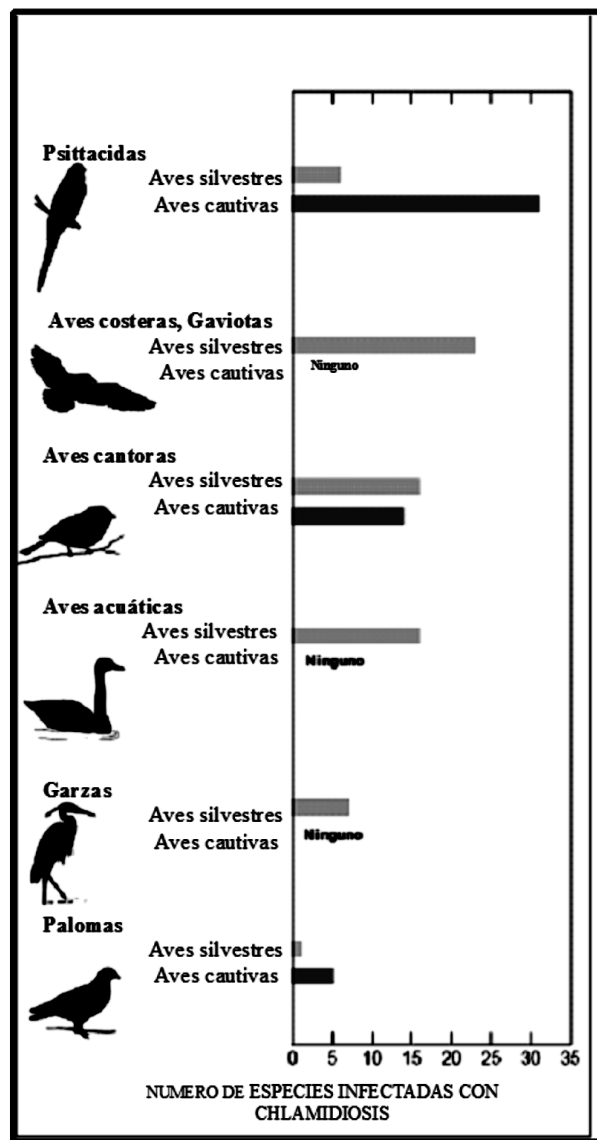 Psittacidas
Aves silvestres
Aves cautivas
Aves costeras, Gaviotas
Aves silvestres
Aves cautivas
Ninguno
Aves cantoras
Aves silvestres
Aves cautivas
Aves acuáticas
Aves silvestres
Aves cautivas
Ninguno
Garzas
Aves silvestres
Aves cautivas
Ninguno
Palomas
Aves silvestres
Aves cautivas
0 5 10 15 20 23 30 35
NUMERO DE ESPECIES INFECTADAS CON
CHLAMIDIOSIS